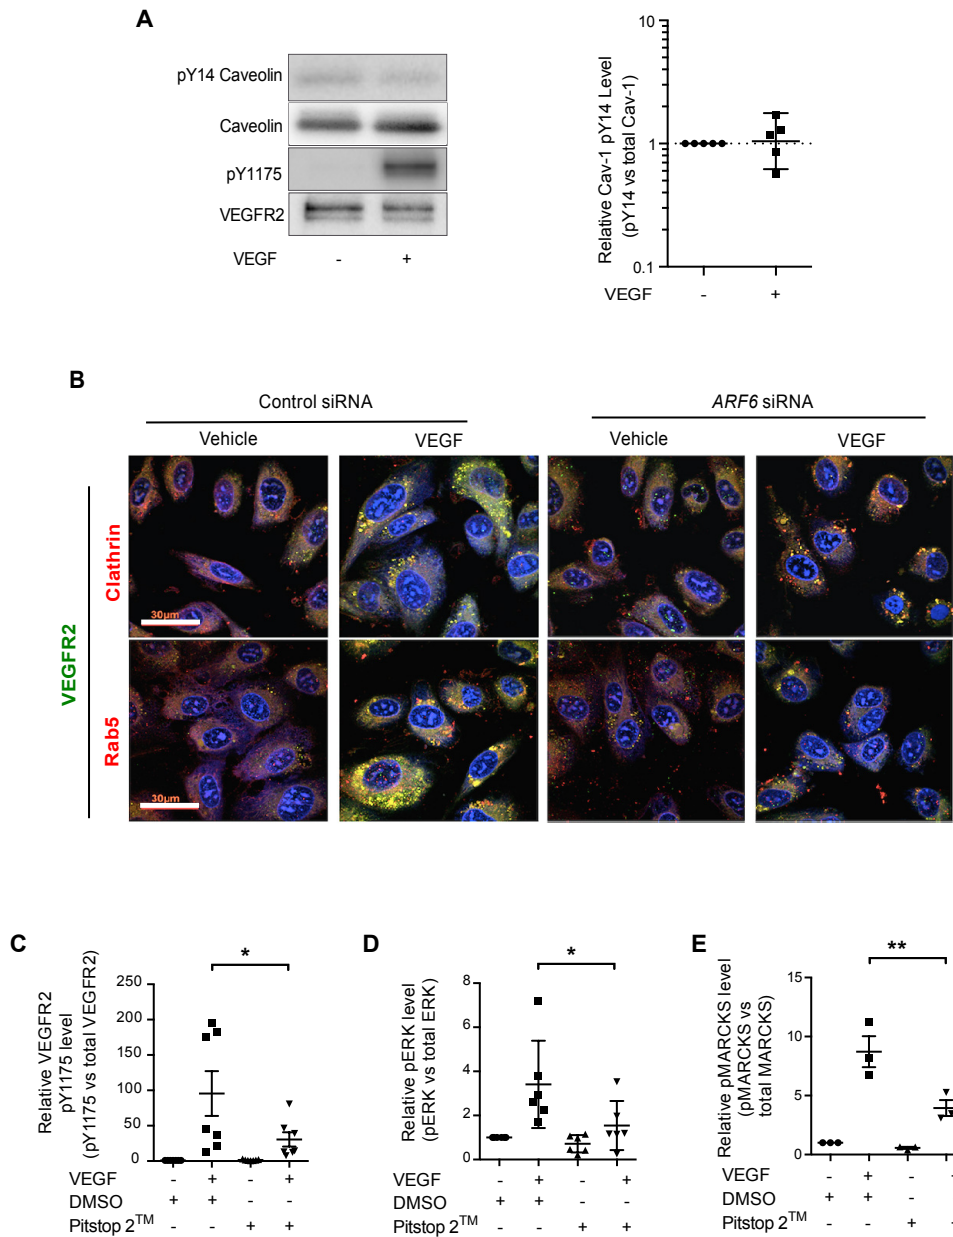 A
pY14 Caveolin
Caveolin
pY1175
VEGFR2
VEGF - +
Relative Cav-1 pY14 Level
(pY14 vs total Cav-1)
10
1
0.1
VEGF - +
B
Control siRNA ARF6 siRNA
Vehicle VEGF Vehicle VEGF
VEGFR2
Clathrin
30µm
Rab5
30µm
C
Relative VEGFR2
pY1175 level
(pY1175 vs total VEGFR2)
250
200
150
100
50
0
*
VEGF - + - +
DMSO + + - -
Pitstop 2TM - - + +
D
Relative pERK level
(pERK vs total ERK)
8
6
4
2
0
*
VEGF - + - +
DMSO + + - -
Pitstop 2TM - - + +
E
Relative pMARCKS level
(pMARCKS vs
total MARCKS)
15
10
5
0
**
VEGF - + -
DMSO + + -
Pitstop 2TM - - +